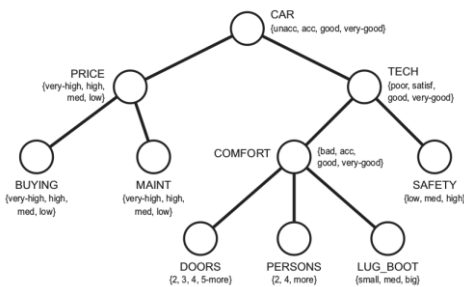 CAR
{unacc, acc, good, very-good}
PRICE
{very-high, high,
med, low}
TECH
{poor, satisf,
good, very-good}
BUYING
{very-high, high,
med, low}
MAINT
{very-high, high,
med, low}
COMFORT
{bad, acc,
good, very-good}
SAFETY
{low, med, high}
DOORS
{2, 3, 4, 5-more}
PERSONS
{2, 4, more}
LUG_BOOT
{small, med, big}